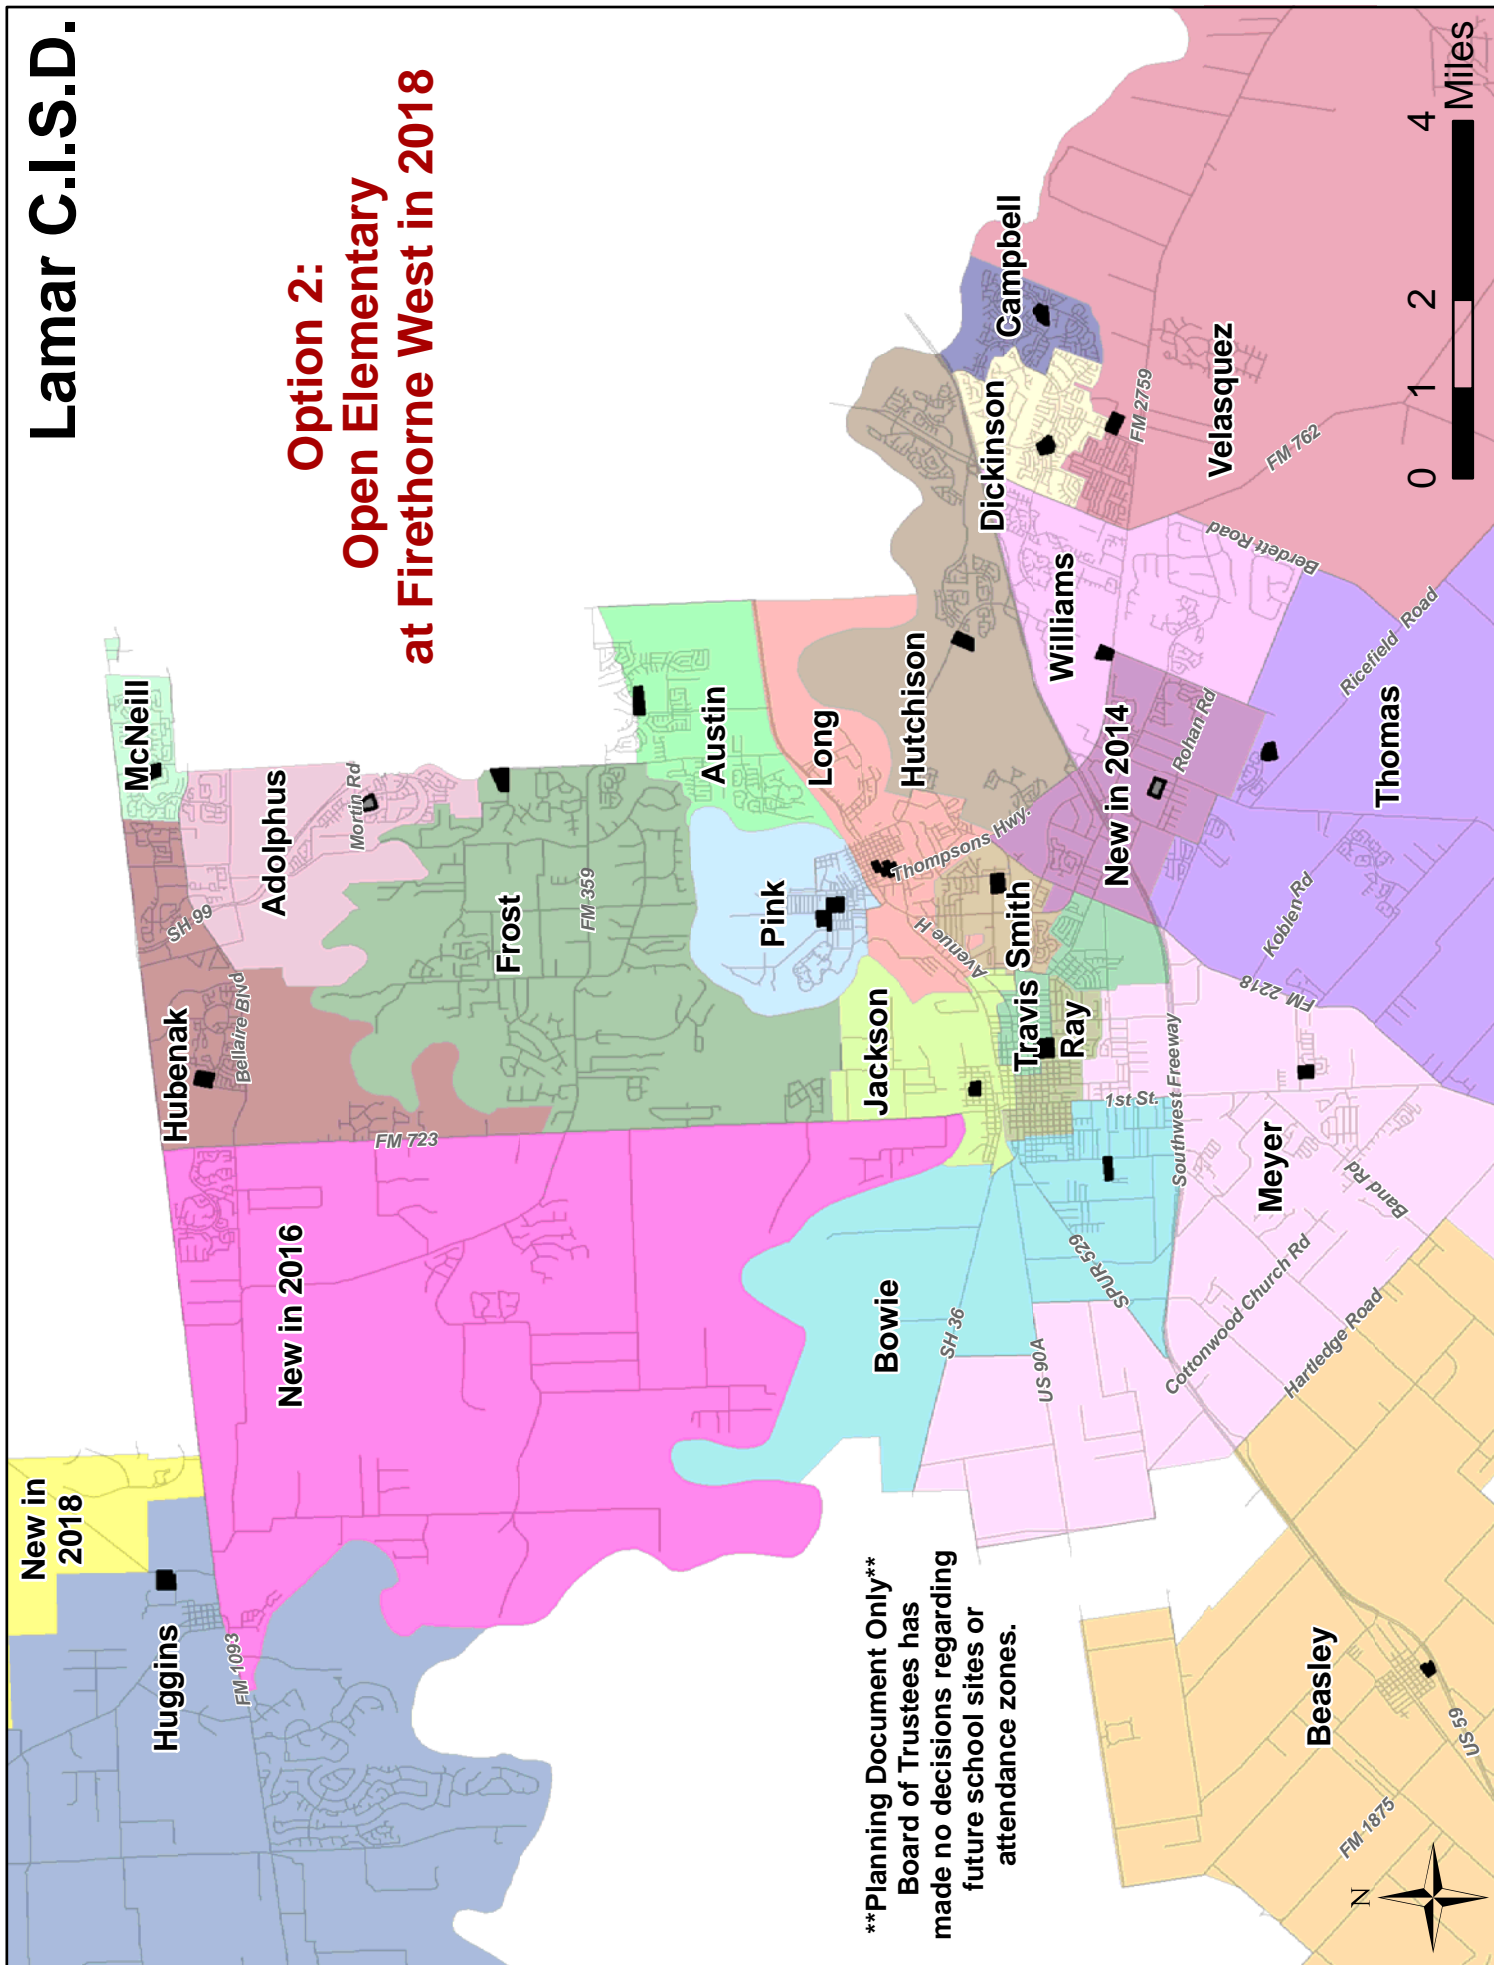 Lamar C.I.S.D.
Option 2:
Open Elementary
at Firethorne West in 2018
New in
2018
Huggins
FM 1093
New in 2016
Hubenak
McNeill
SH 99
Bellaire Blvd
Adolphus
Mortin Rd
FM 723
Frost
FM 359
Austin
Pink
Long
Hutchison
Jackson
Avenue H
Thompsons Hwy.
Smith
Travis
Ray
Bowie
SH 36
US 90A
SPUR 529
1st St.
Southwest Freeway
New in 2014
Rohan Rd
Williams
Dickinson
Campbell
FM 2759
Velasquez
FM 762
Berdett Road
Ricefield Road
Thomas
Koblen Rd
FM 2218
Meyer
Band Rd
Cottonwood Church Rd
Hartledge Road
Beasley
US 59
FM 1875
**Planning Document Only**
Board of Trustees has
made no decisions regarding
future school sites or
attendance zones.
N
0 1 2 4
Miles